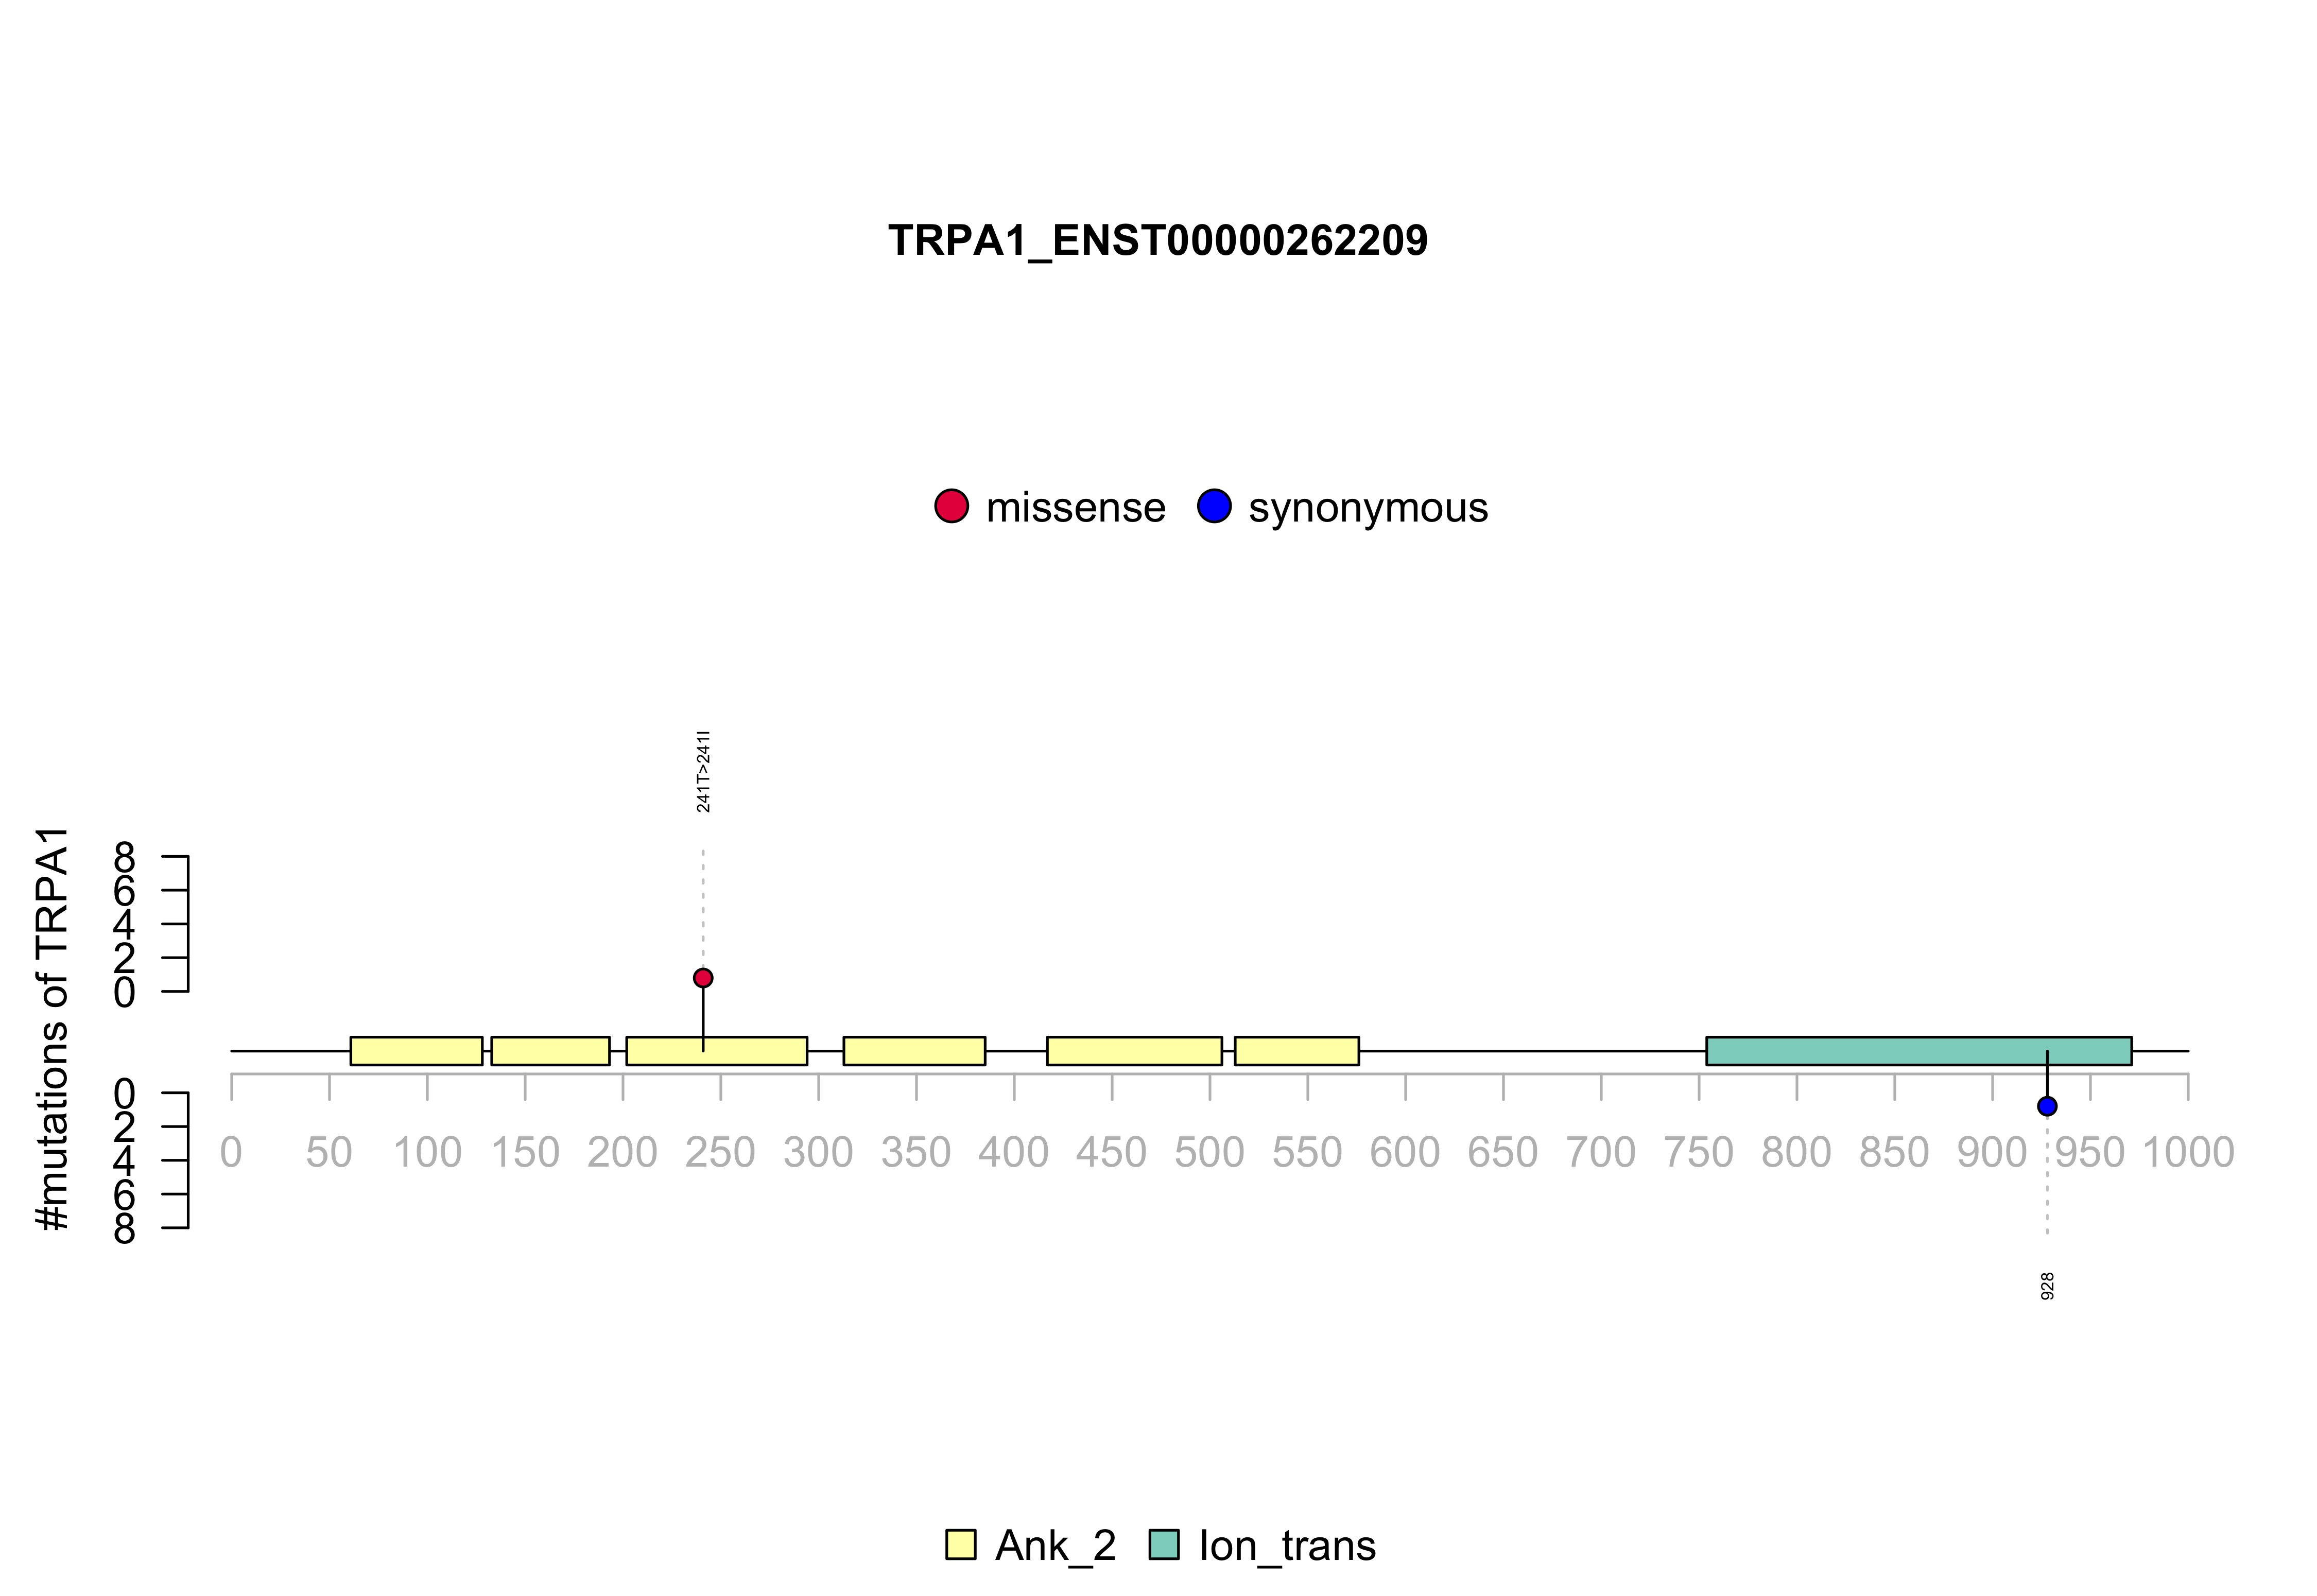 TRPA1_ENST00000262209
missense synonymous
241T>241I
#mutations of TRPA1
8
6
4
2
0
0
2
4
6
8
0 50 100 150 200 250 300 350 400 450 500 550 600 650 700 750 800 850 900 950 1000
928
Ank_2 Ion_trans